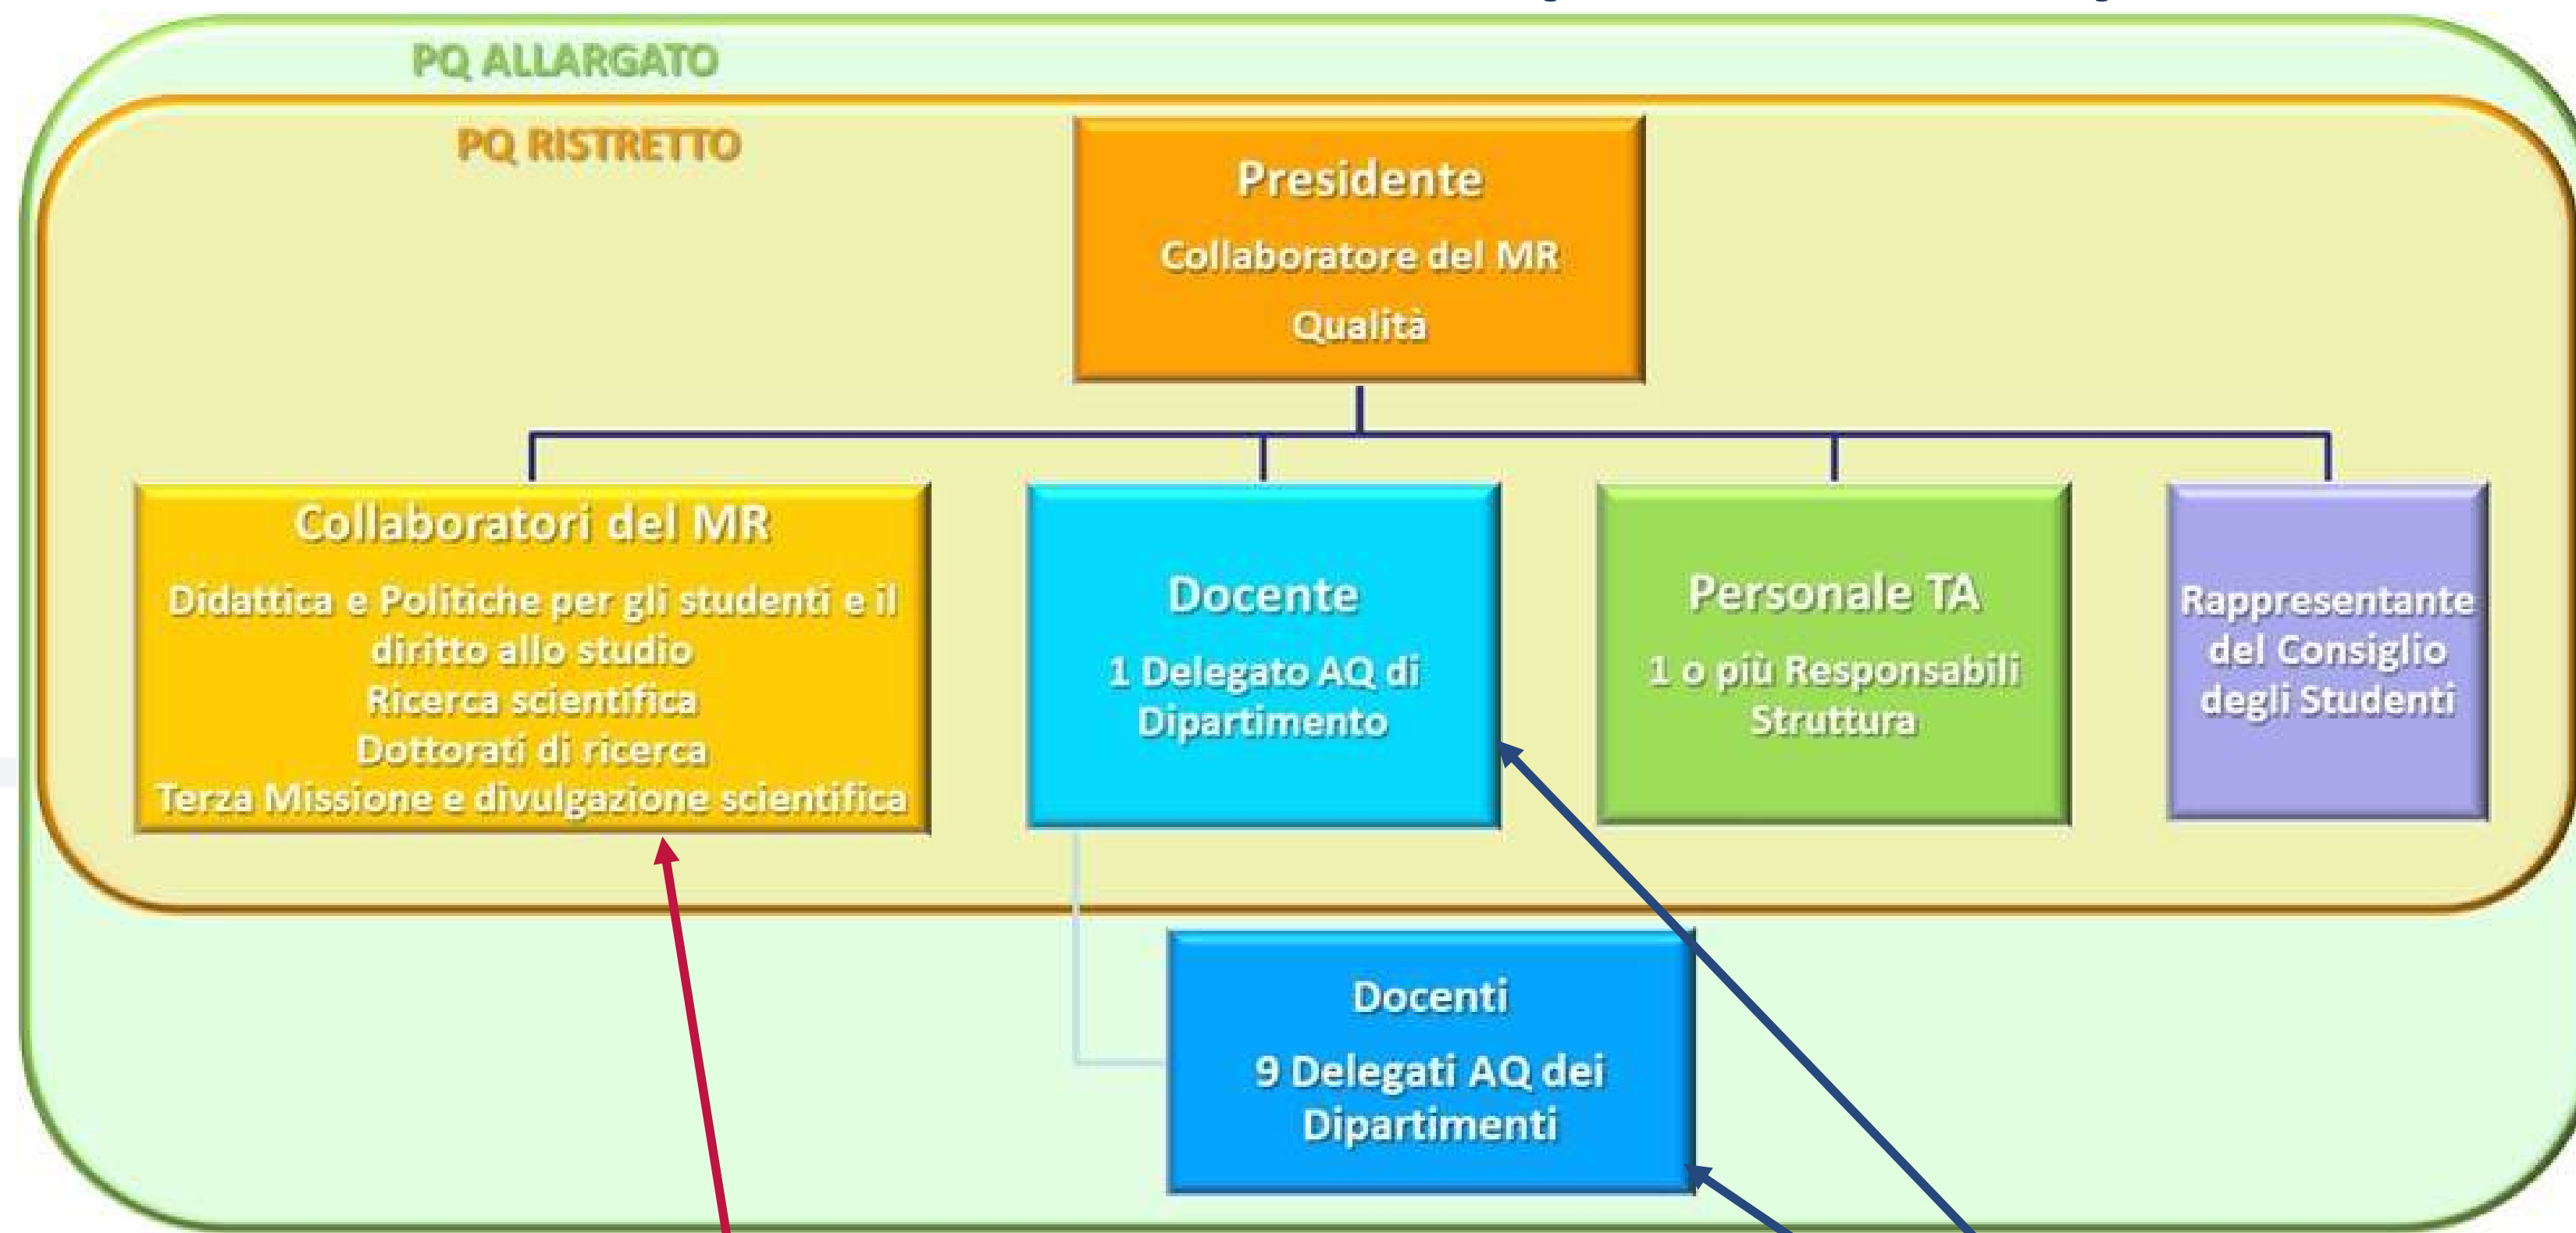 PQ ALLARGATO
PQ RISTRETTO
Presidente
Collaboratore del MR
Qualità
Collaboratori del MR
Didattica e Politiche per gli studenti e il
diritto allo studio
Ricerca scientifica
Dottorati di ricerca
Terza Missione e divulgazione scientifica
Docente
1 Delegato AQ di
Dipartimento
Personale TA
1 o più Responsabili
Struttura
Rappresentante
del Consiglio
degli Studenti
Docenti
9 Delegati AQ dei
Dipartimenti